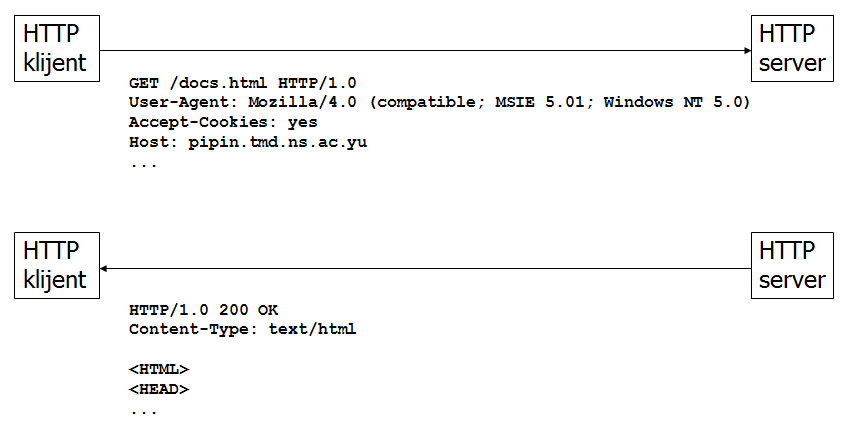 HTTP
klijent
HTTP
server
GET /docs.html HTTP/1.0
User-Agent: Mozilla/4.0 (compatible; MSIE 5.01; Windows NT 5.0)
Accept-Cookies: yes
Host: pipin.tmd.ns.ac.yu
...
HTTP
klijent
HTTP
server
HTTP/1.0 200 OK
Content-Type: text/html
<HTML>
<HEAD>
...